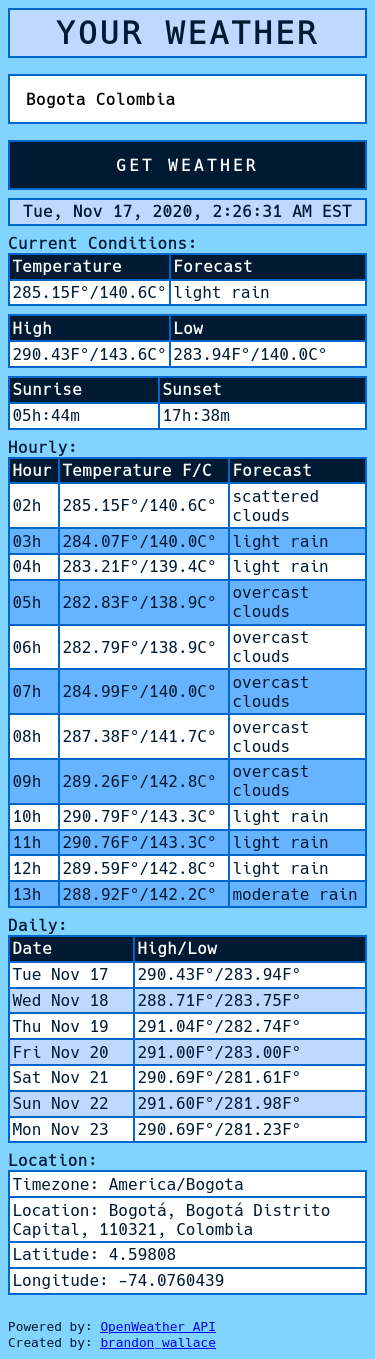 YOUR WEATHER
Bogota Colombia
GET WEATHER
Tue, Nov 17, 2020, 2:26:31 AM EST
Current Conditions:
Temperature Forecast
285.15F°/140.6C° light rain
High Low
290.43F°/143.6C° 283.94F°/140.0C°
Sunrise Sunset
05h:44m 17h:38m
Hourly:
Hour Temperature F/C Forecast
02h 285.15F°/140.6C° scattered
clouds
03h 284.07F°/140.0C° light rain
04h 283.21F°/139.4C° light rain
05h 282.83F°/138.9C° overcast
clouds
06h 282.79F°/138.9C° overcast
clouds
07h 284.99F°/140.0C° overcast
clouds
08h 287.38F°/141.7C° overcast
clouds
09h 289.26F°/142.8C° overcast
clouds
10h 290.79F°/143.3C° light rain
11h 290.76F°/143.3C° light rain
12h 289.59F°/142.8C° light rain
13h 288.92F°/142.2C° moderate rain
Daily:
Date High/Low
Tue Nov 17 290.43F°/283.94F°
Wed Nov 18 288.71F°/283.75F°
Thu Nov 19 291.04F°/282.74F°
Fri Nov 20 291.00F°/283.00F°
Sat Nov 21 290.69F°/281.61F°
Sun Nov 22 291.60F°/281.98F°
Mon Nov 23 290.69F°/281.23F°
Location:
Timezone: America/Bogota
Location: Bogotá, Bogotá Distrito
Capital, 110321, Colombia
Latitude: 4.59808
Longitude: -74.0760439
Powered by: OpenWeather API
Created by: brandon wallace